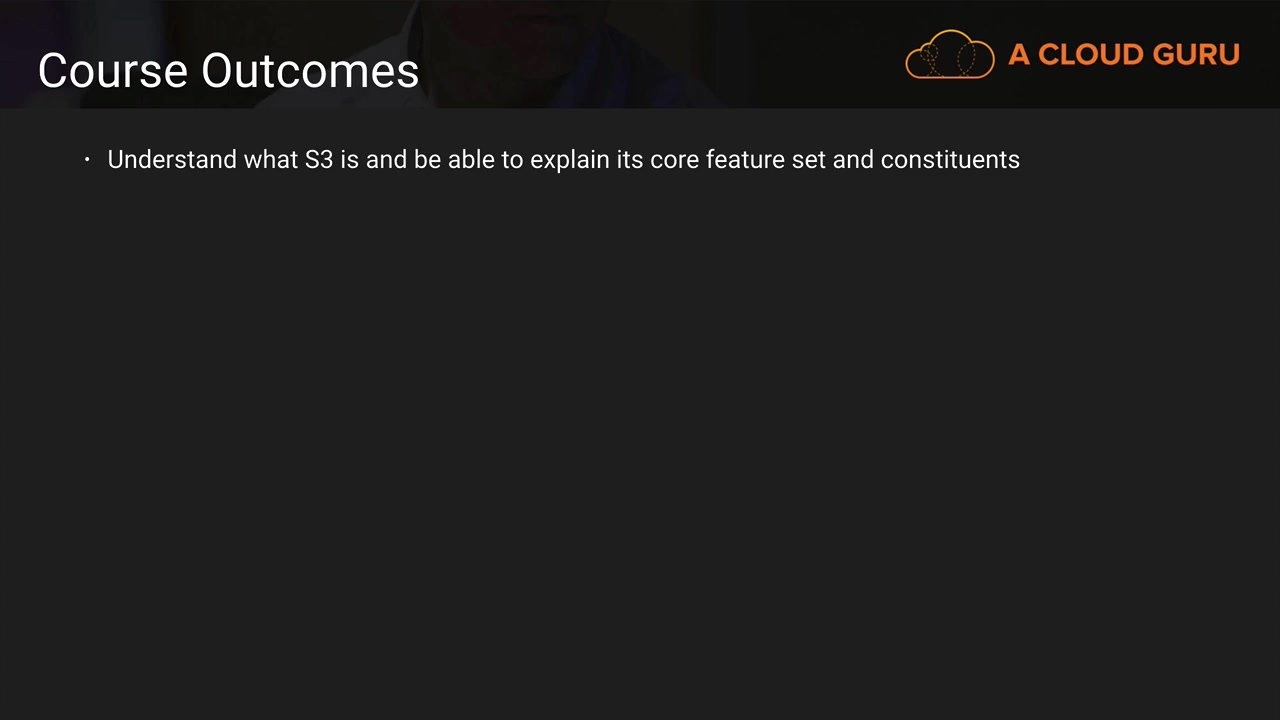 Course Outcomes
A CLOUD GURU
· Understand what S3 is and be able to explain its core feature set and constituents